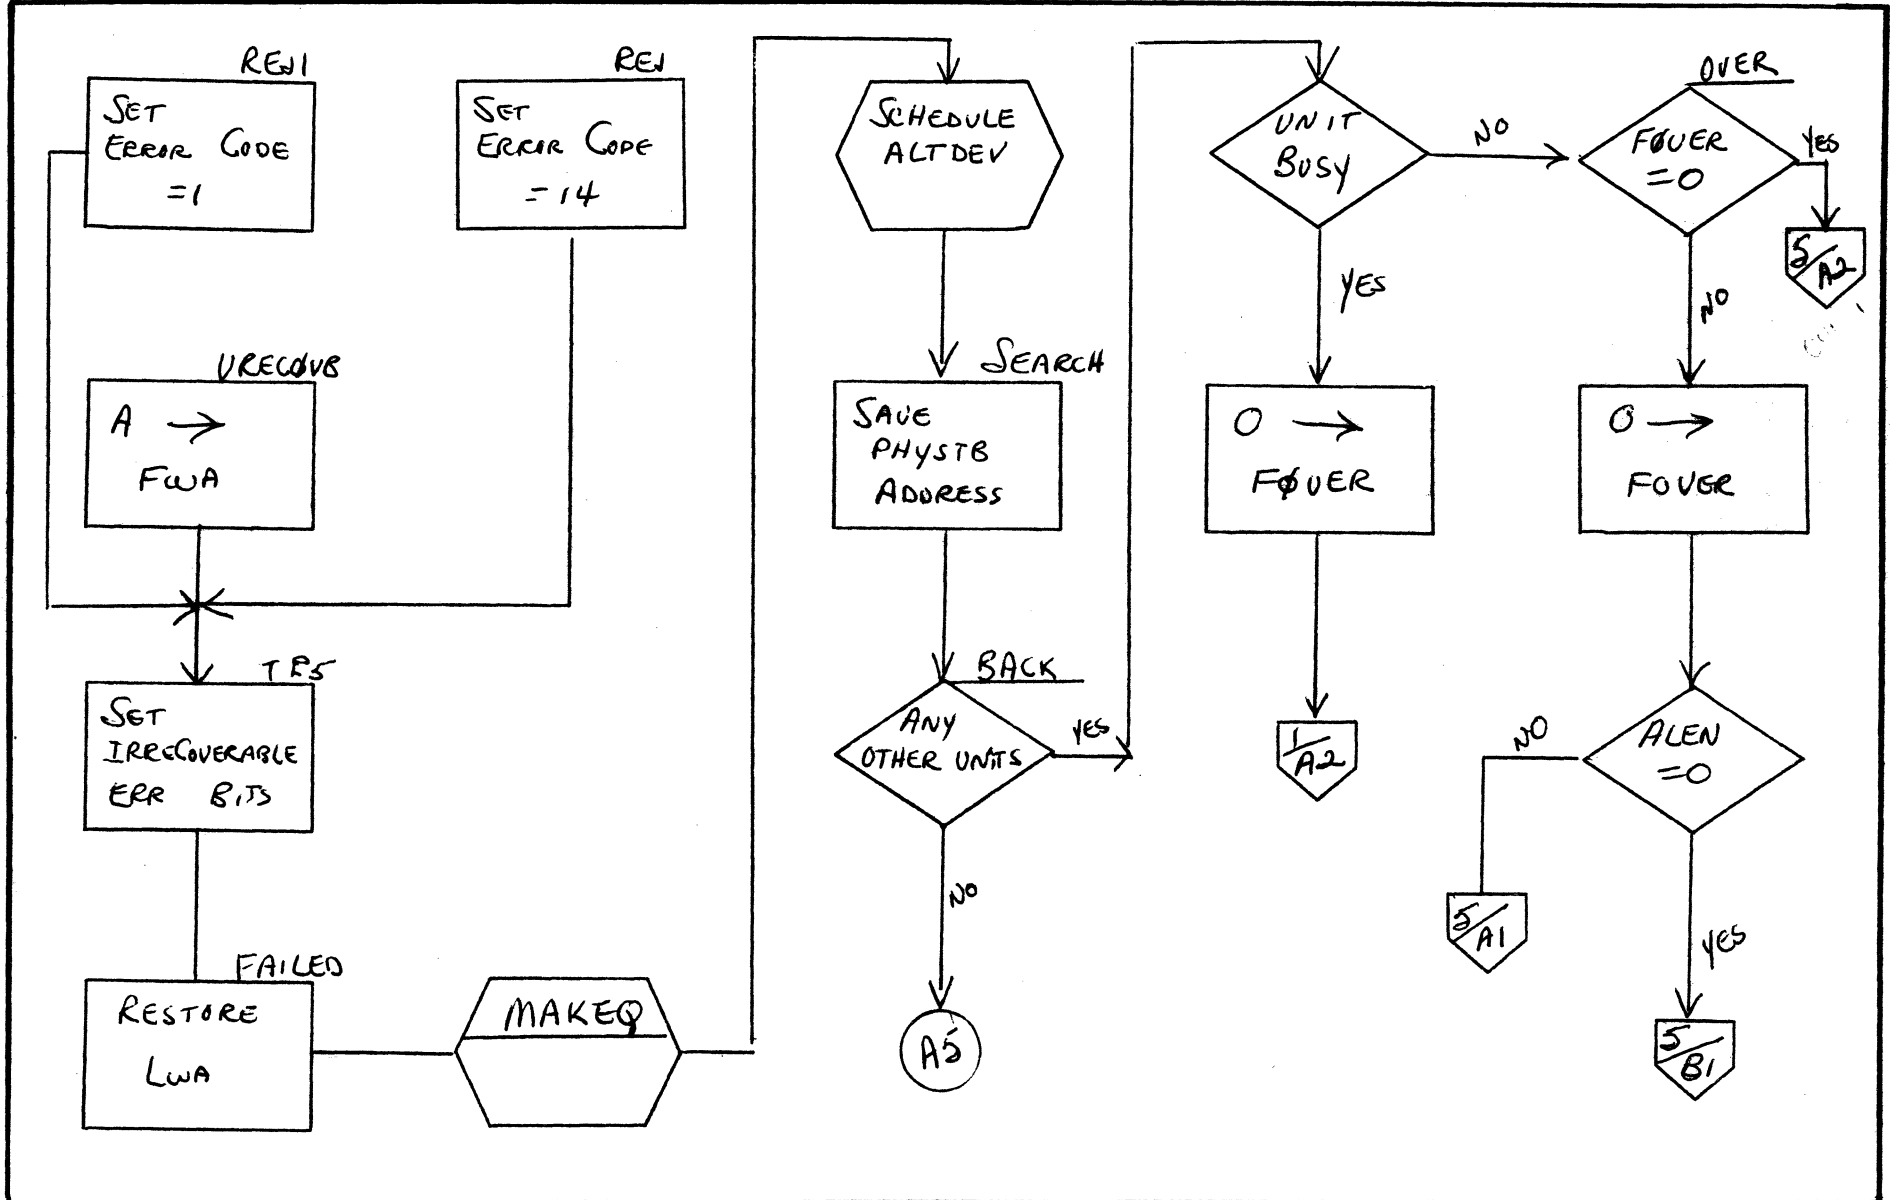 REJ1
SET
ERROR CODE
=1
REJ
SET
ERROR CODE
=14
URECØVB
A →
FWA
TP5
SET
IRRECOVERABLE
ERR BITS
FAILED
RESTORE
LWA
MAKEQ
SCHEDULE
ALTDEV
SEARCH
SAVE
PHYSTB
ADDRESS
BACK
ANY
OTHER UNITS
YES
NO
A5
UNIT
BUSY
NO
YES
0 →
FØVER
1/A2
OVER
FØVER
=0
YES
5/A2
NO
0 →
FOVER
ALEN
=0
NO
5/A1
YES
5/B1